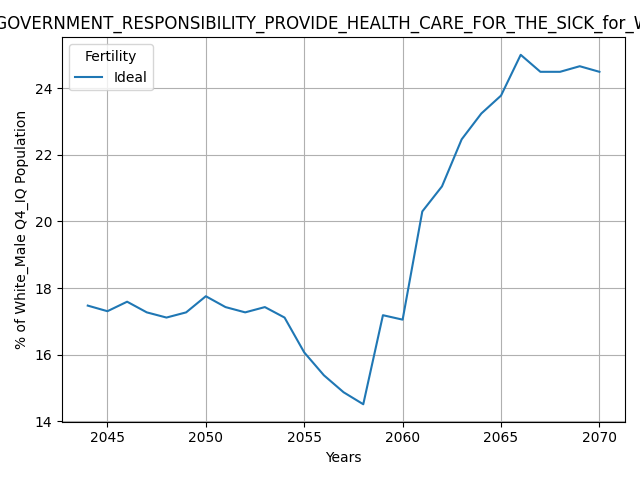 GOVERNMENT_RESPONSIBILITY_PROVIDE_HEALTH_CARE_FOR_THE_SICK_for_W
Fertility
Ideal
% of White_Male Q4_IQ Population
24
22
20
18
16
14
2045 2050 2055 2060 2065 2070
Years